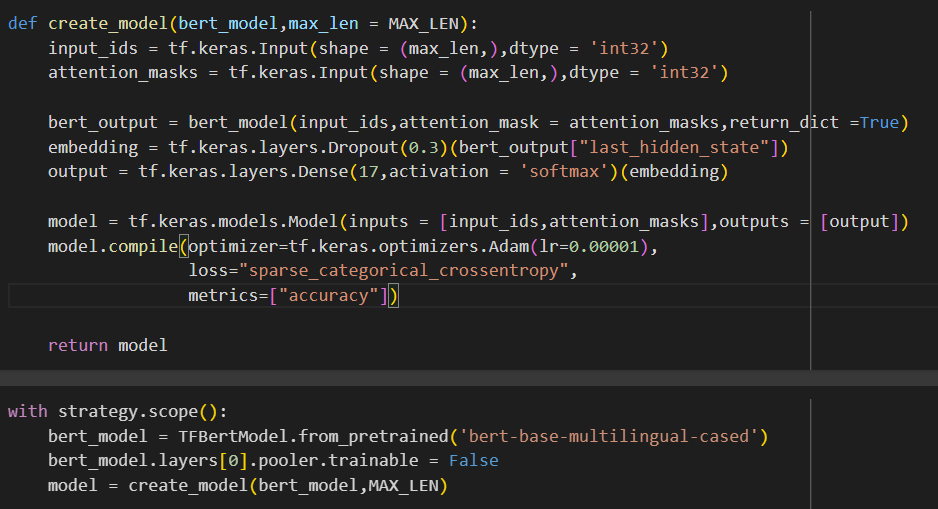 def create_model(bert_model,max_len = MAX_LEN):
    input_ids = tf.keras.Input(shape = (max_len,),dtype = 'int32')
    attention_masks = tf.keras.Input(shape = (max_len,),dtype = 'int32')

    bert_output = bert_model(input_ids,attention_mask = attention_masks,return_dict =True)
    embedding = tf.keras.layers.Dropout(0.3)(bert_output["last_hidden_state"])
    output = tf.keras.layers.Dense(17,activation = 'softmax')(embedding)

    model = tf.keras.models.Model(inputs = [input_ids,attention_masks],outputs = [output])
    model.compile(optimizer=tf.keras.optimizers.Adam(lr=0.00001),
                  loss="sparse_categorical_crossentropy",
                  metrics=["accuracy"])

    return model

with strategy.scope():
    bert_model = TFBertModel.from_pretrained('bert-base-multilingual-cased')
    bert_model.layers[0].pooler.trainable = False
    model = create_model(bert_model,MAX_LEN)